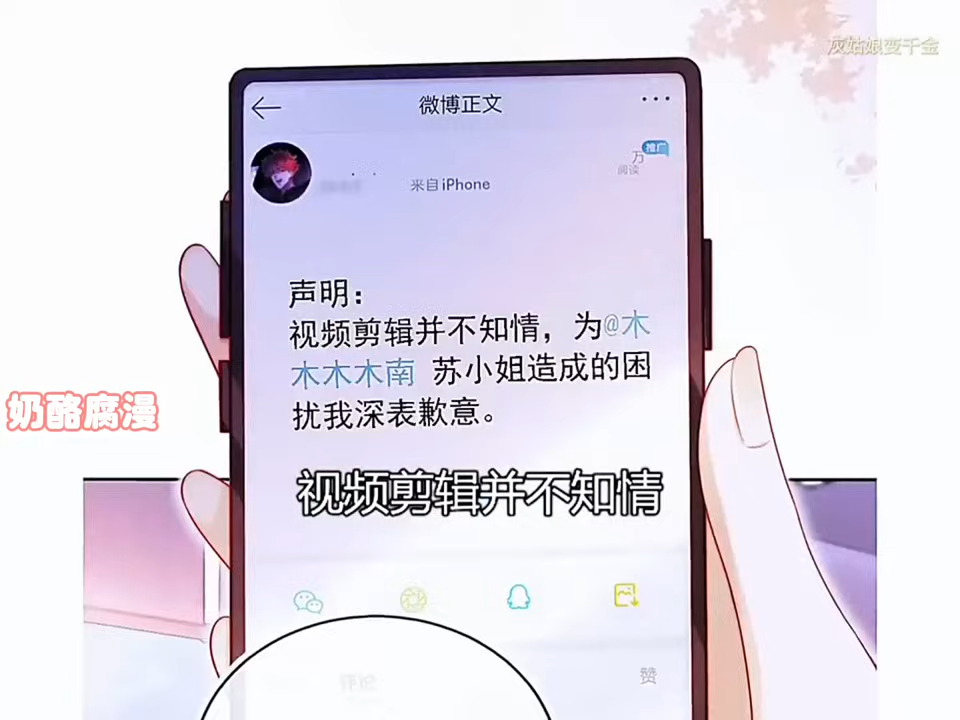 灰姑娘变千金
微博正文
推广
万
阅读
来自iPhone
声明：
视频剪辑并不知情，为@木
木木木南 苏小姐造成的困
扰我深表歉意。
奶酪腐漫
视频剪辑并不知情
评论
赞